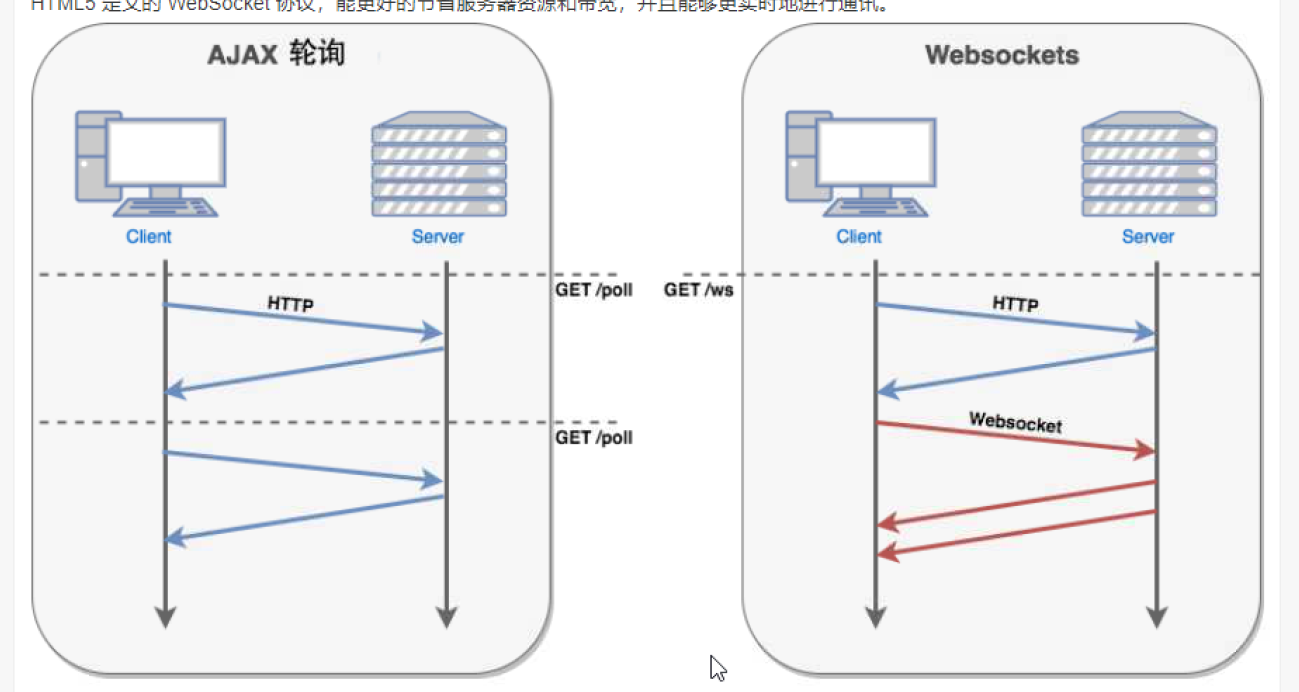 HTML5 定义的 WebSocket 协议，能更好的节省服务器资源和带宽，并且能够更实时地进行通讯。
AJAX 轮询
Client
Server
GET /poll
HTTP
GET /poll
Websockets
Client
Server
GET /ws
HTTP
Websocket